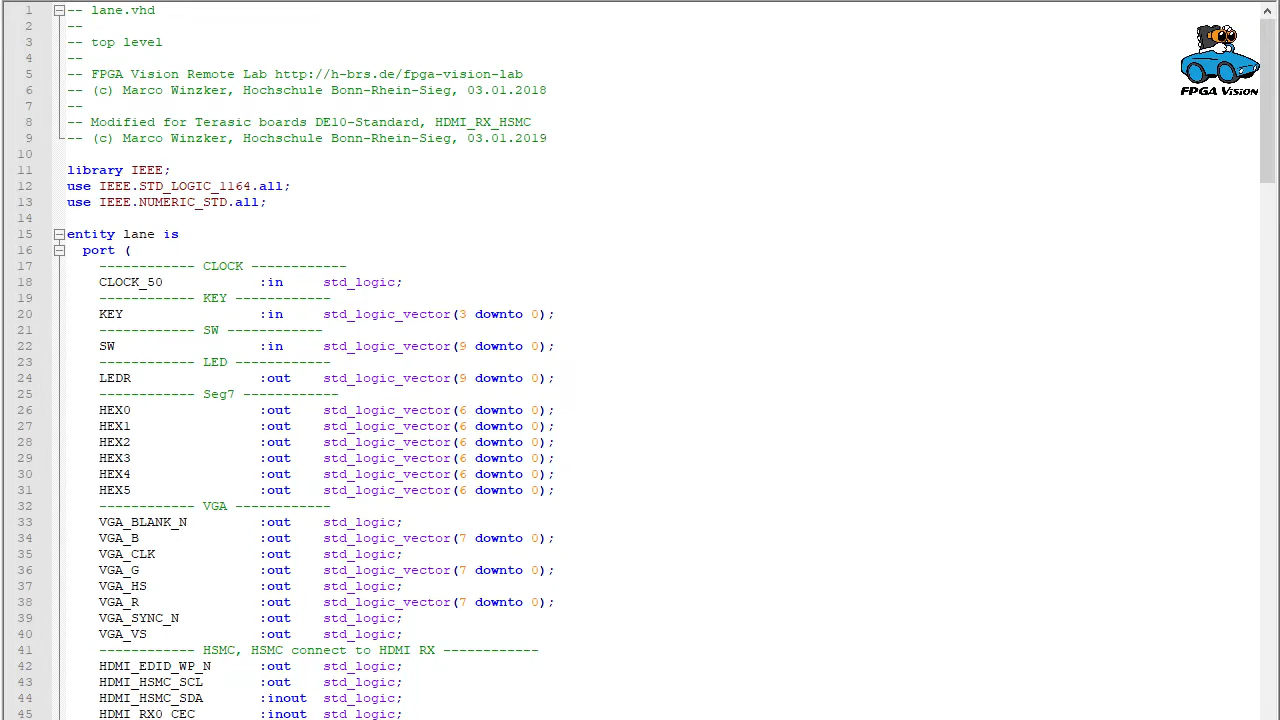 1 -- lane.vhd
2 --
3 -- top level
4 --
5 -- FPGA Vision Remote Lab http://h-brs.de/fpga-vision-lab
6 -- (c) Marco Winzker, Hochschule Bonn-Rhein-Sieg, 03.01.2018
7 --
8 -- Modified for Terasic boards DE10-Standard, HDMI_RX_HSMC
9 -- (c) Marco Winzker, Hochschule Bonn-Rhein-Sieg, 03.01.2019
10
11 library IEEE;
12 use IEEE.STD_LOGIC_1164.all;
13 use IEEE.NUMERIC_STD.all;
14
15 entity lane is
16 port (
17 ------------ CLOCK ------------
18 CLOCK_50 :in std_logic;
19 ------------ KEY ------------
20 KEY :in std_logic_vector(3 downto 0);
21 ------------ SW ------------
22 SW :in std_logic_vector(9 downto 0);
23 ------------ LED ------------
24 LEDR :out std_logic_vector(9 downto 0);
25 ------------ Seg7 ------------
26 HEX0 :out std_logic_vector(6 downto 0);
27 HEX1 :out std_logic_vector(6 downto 0);
28 HEX2 :out std_logic_vector(6 downto 0);
29 HEX3 :out std_logic_vector(6 downto 0);
30 HEX4 :out std_logic_vector(6 downto 0);
31 HEX5 :out std_logic_vector(6 downto 0);
32 ------------ VGA ------------
33 VGA_BLANK_N :out std_logic;
34 VGA_B :out std_logic_vector(7 downto 0);
35 VGA_CLK :out std_logic;
36 VGA_G :out std_logic_vector(7 downto 0);
37 VGA_HS :out std_logic;
38 VGA_R :out std_logic_vector(7 downto 0);
39 VGA_SYNC_N :out std_logic;
40 VGA_VS :out std_logic;
41 ------------ HSMC, HSMC connect to HDMI RX ------------
42 HDMI_EDID_WP_N :out std_logic;
43 HDMI_HSMC_SCL :out std_logic;
44 HDMI_HSMC_SDA :inout std_logic;
45 HDMI_RX0_CEC :inout std_logic;
FPGA Vision